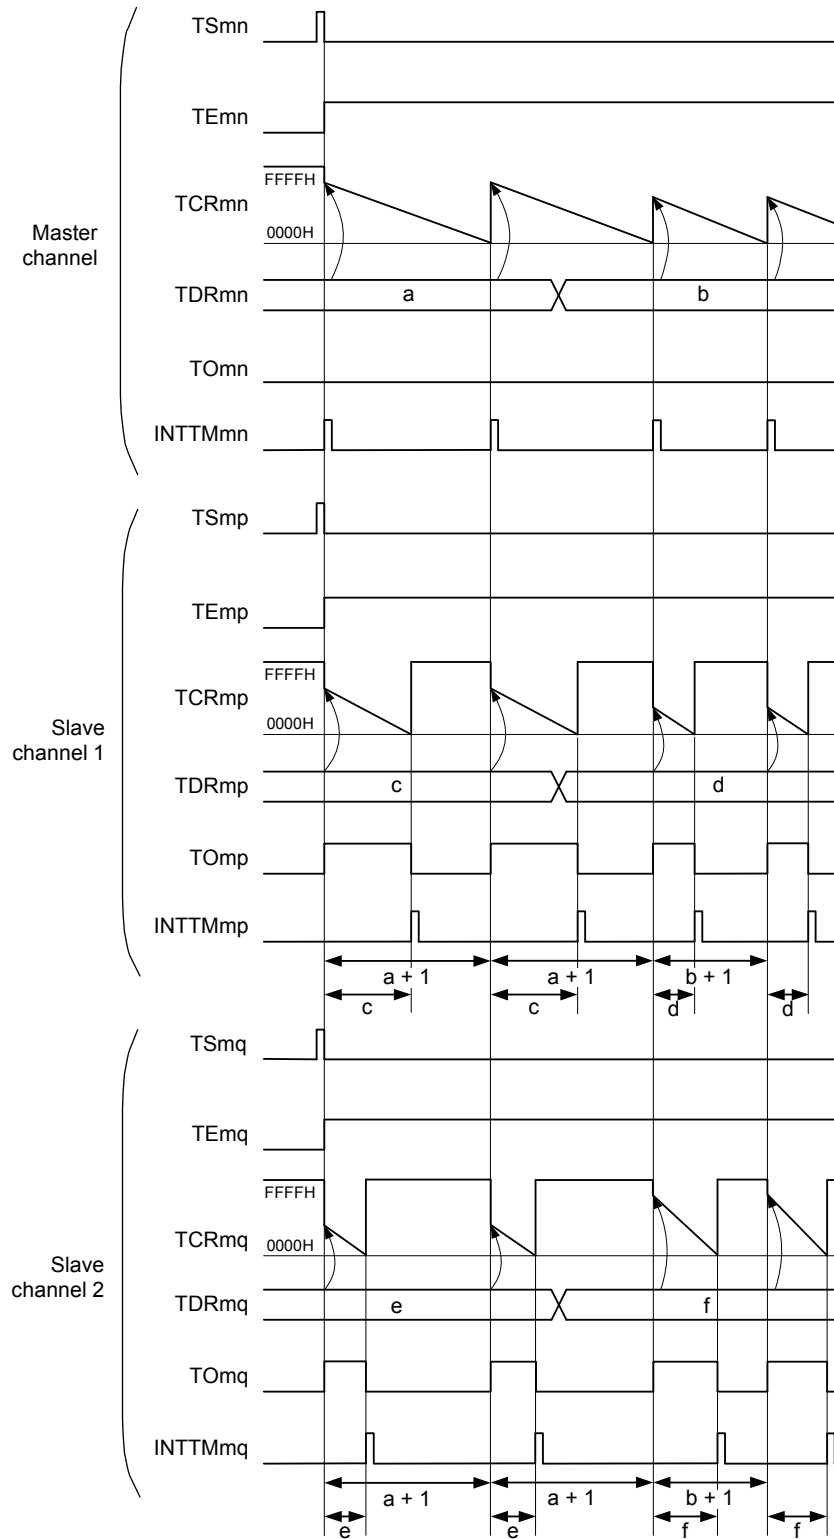 TSmn
TEmn
FFFFH
TCRmn
0000H
Master
channel
TDRmn
a
b
TOmn
INTTMmn
TSmp
TEmp
FFFFH
TCRmp
0000H
Slave
channel 1
TDRmp
c
d
TOmp
INTTMmp
a + 1
a + 1
b + 1
c
c
d
d
TSmq
TEmq
FFFFH
TCRmq
0000H
Slave
channel 2
TDRmq
e
f
TOmq
INTTMmq
a + 1
a + 1
b + 1
e
e
f
f